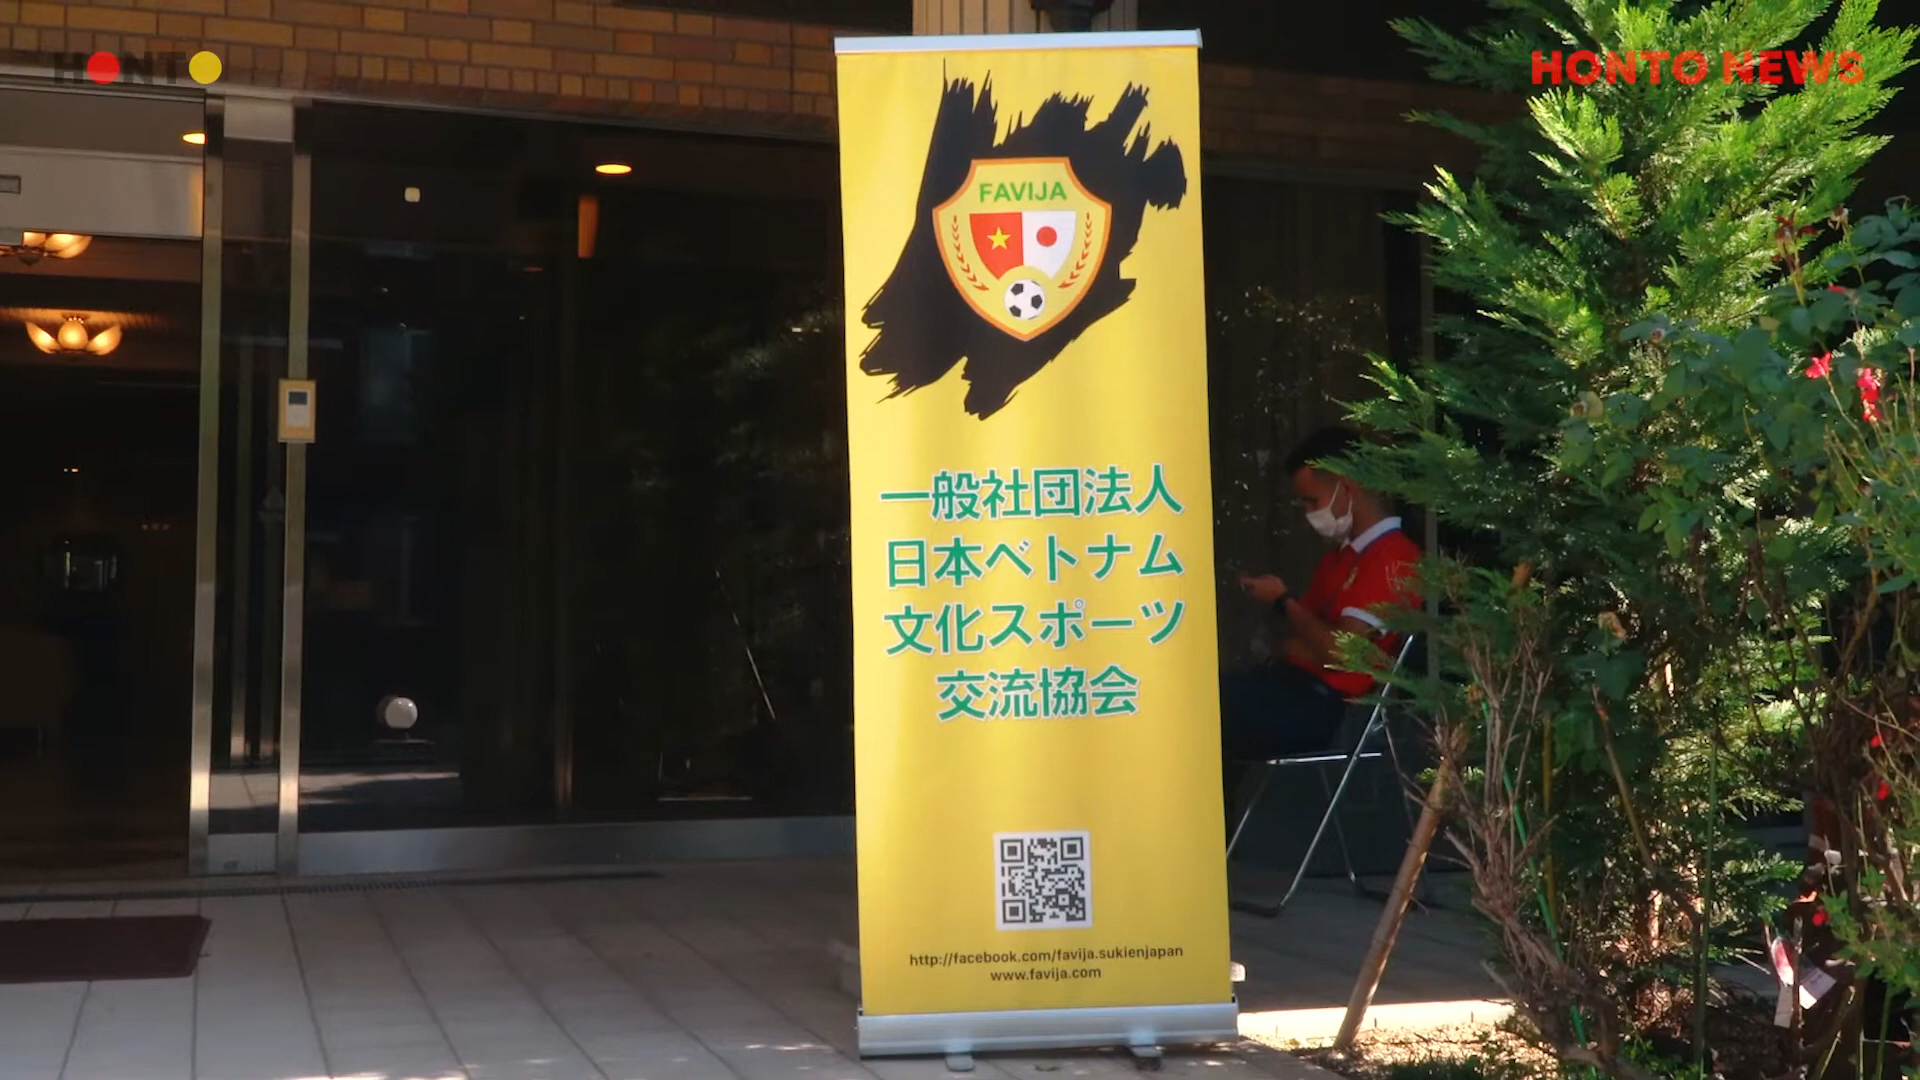 HONTO
HONTO NEWS
FAVIJA
一般社団法人
日本ベトナム
文化スポーツ
交流協会
http://facebook.com/favija.sukienjapan
www.favija.com